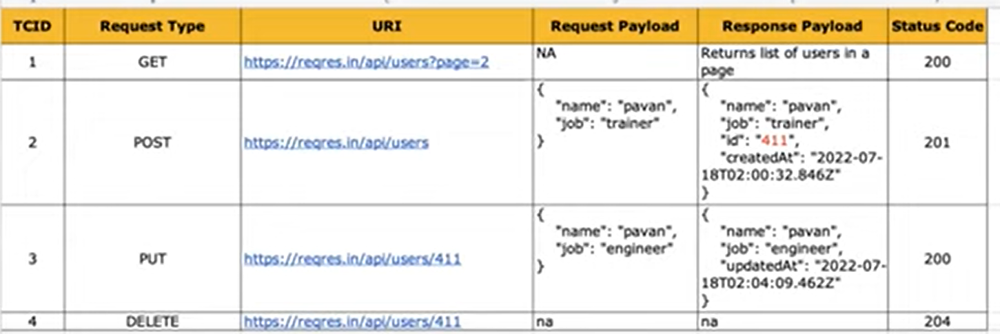 TCID Request Type URI Request Payload Response Payload Status Code
1 GET https://reqres.in/api/users?page=2 NA Returns list of users in a
page 200
2 POST https://reqres.in/api/users
{
"name": "pavan",
"job": "trainer"
}
{
"name": "pavan",
"job": "trainer",
"id": "411",
"createdAt": "2022-07-
18T02:00:32.846Z"
}
201
3 PUT https://reqres.in/api/users/411
{
"name": "pavan",
"job": "engineer"
}
{
"name": "pavan",
"job": "engineer",
"updatedAt": "2022-07-
18T02:04:09.462Z"
}
200
4 DELETE https://reqres.in/api/users/411 na na 204